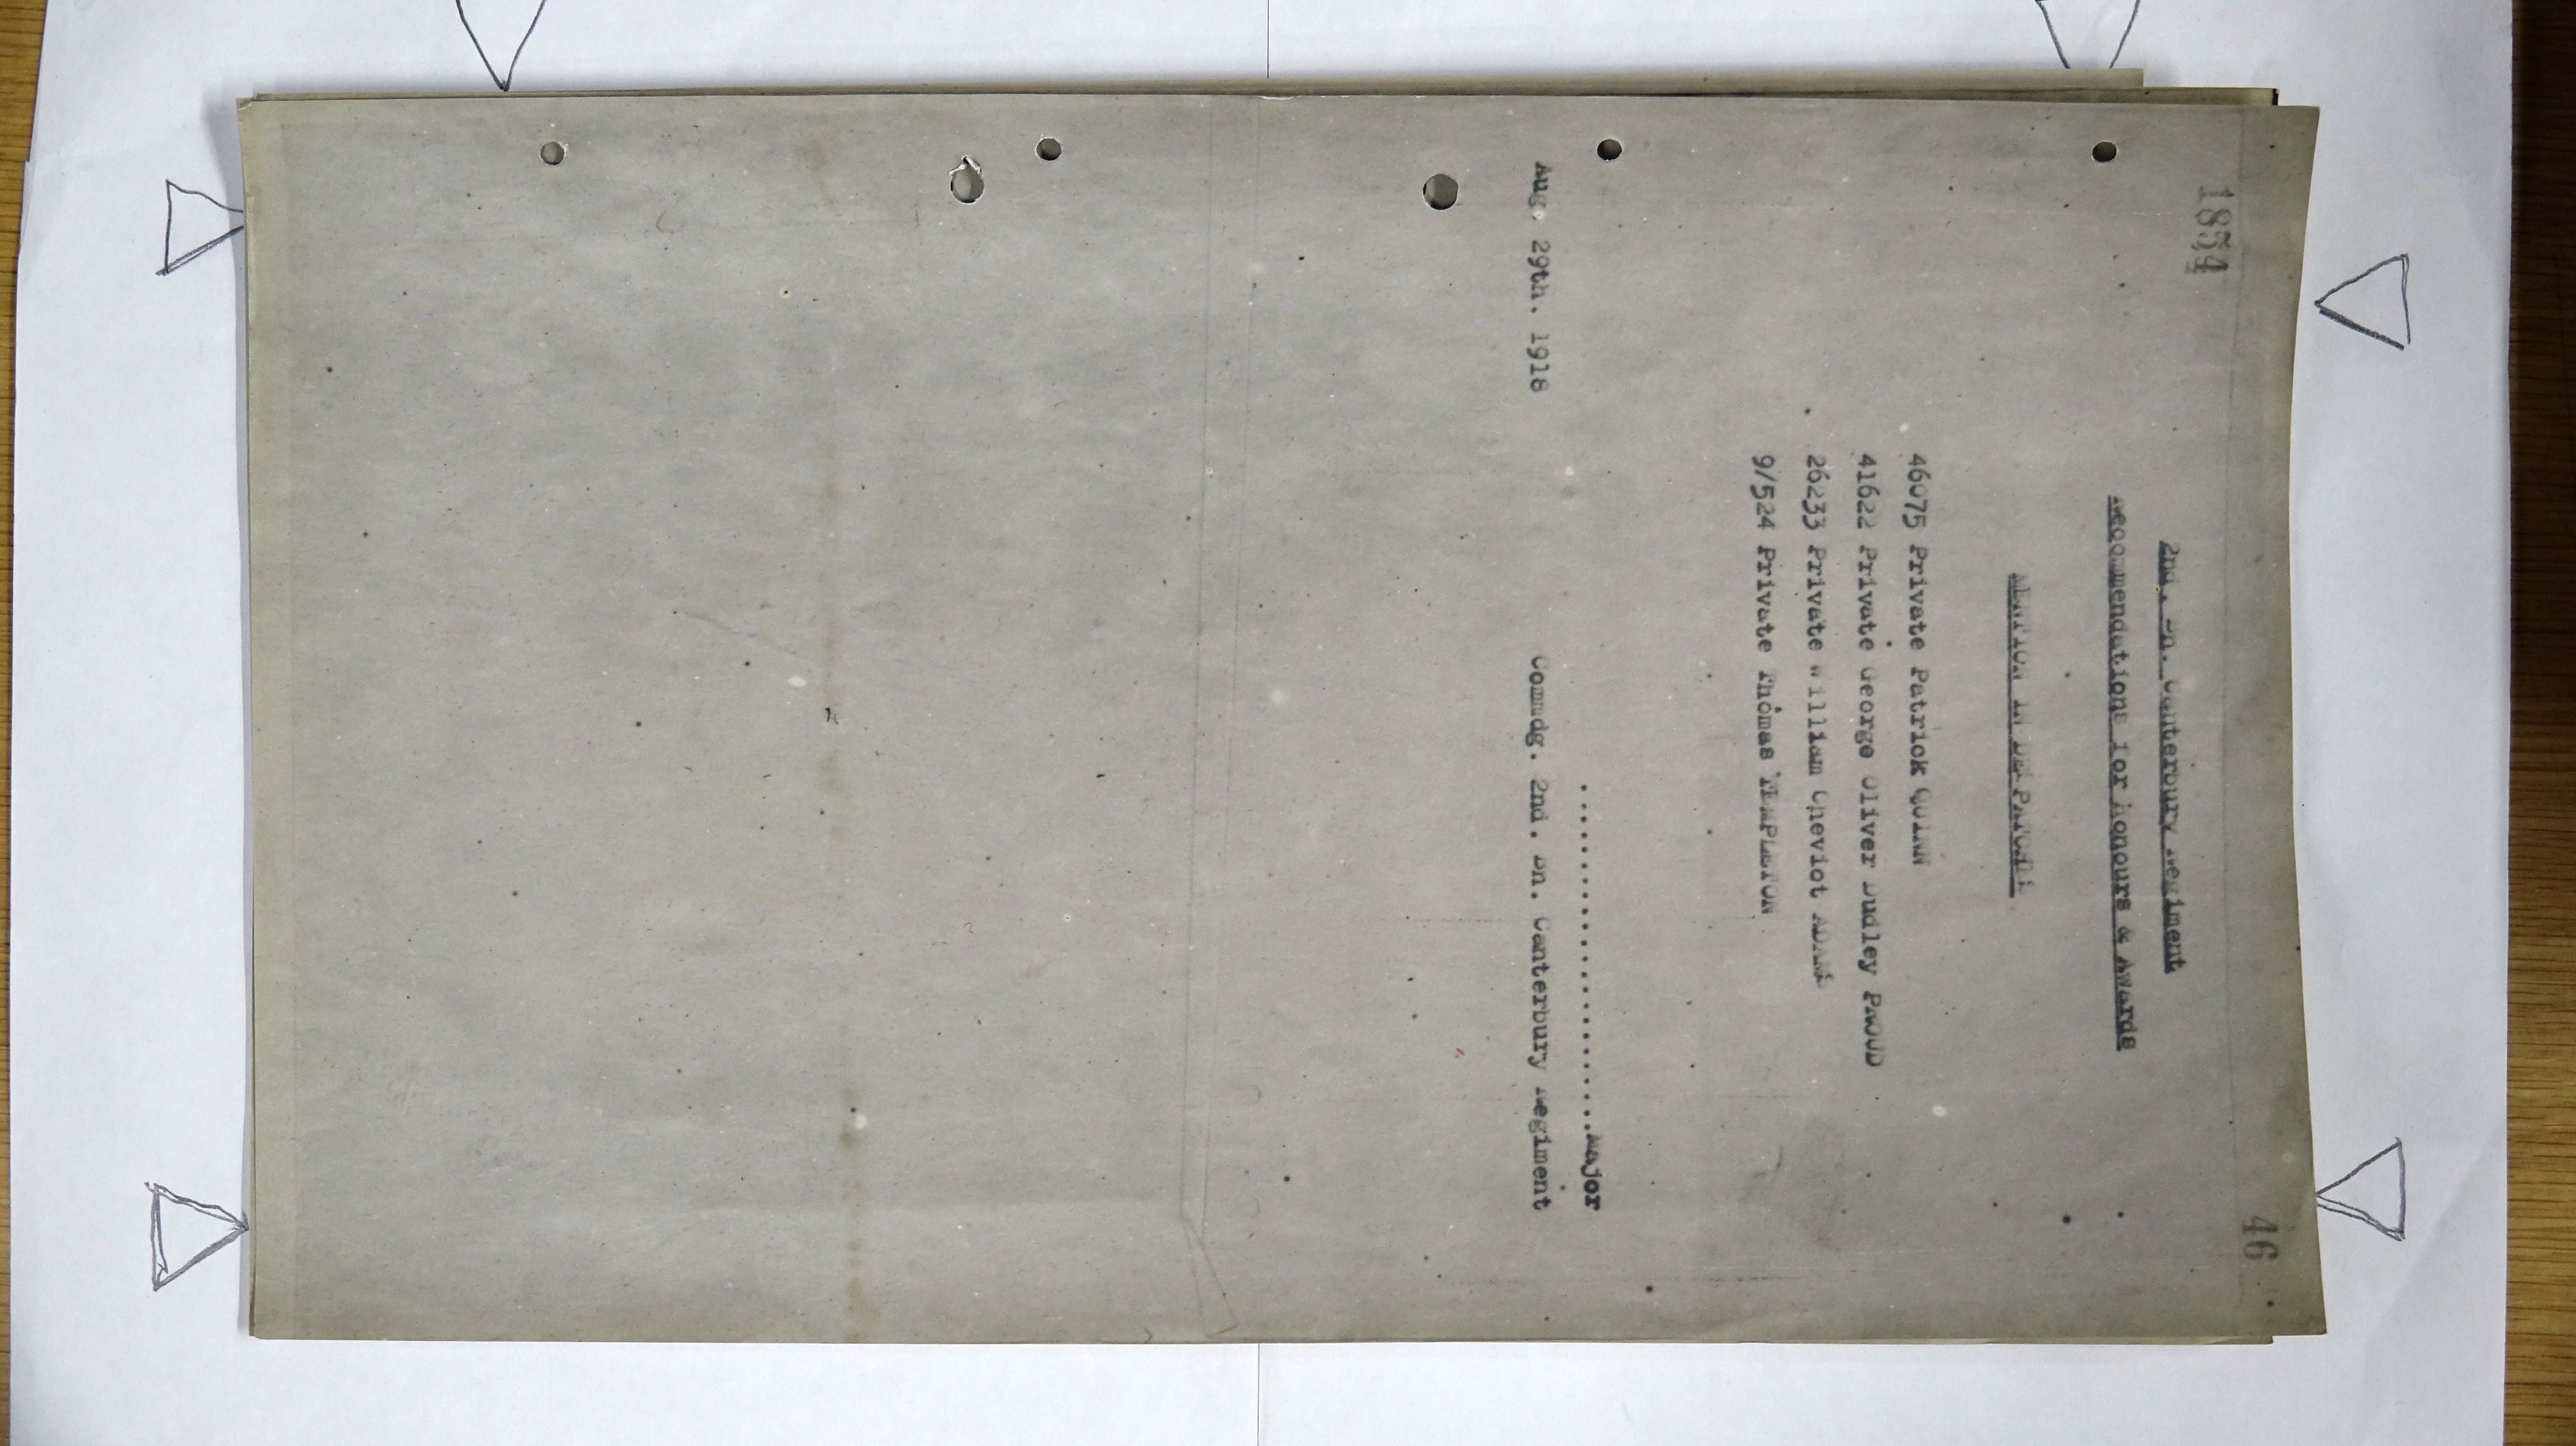 1854
46
2nd. Bn. Canterbury Regiment
Recommendations for Honours & Awards
MENTION IN DESPATCHES
46075 Private Patrick QUINN
41622 Private George Oliver Dudley PROUD
26233 Private William Cheviot ADAMS
9/524 Private Thomas TEMPLETON
..........................Major
Aug. 29th. 1918 Commdg. 2nd. Bn. Canterbury Regiment